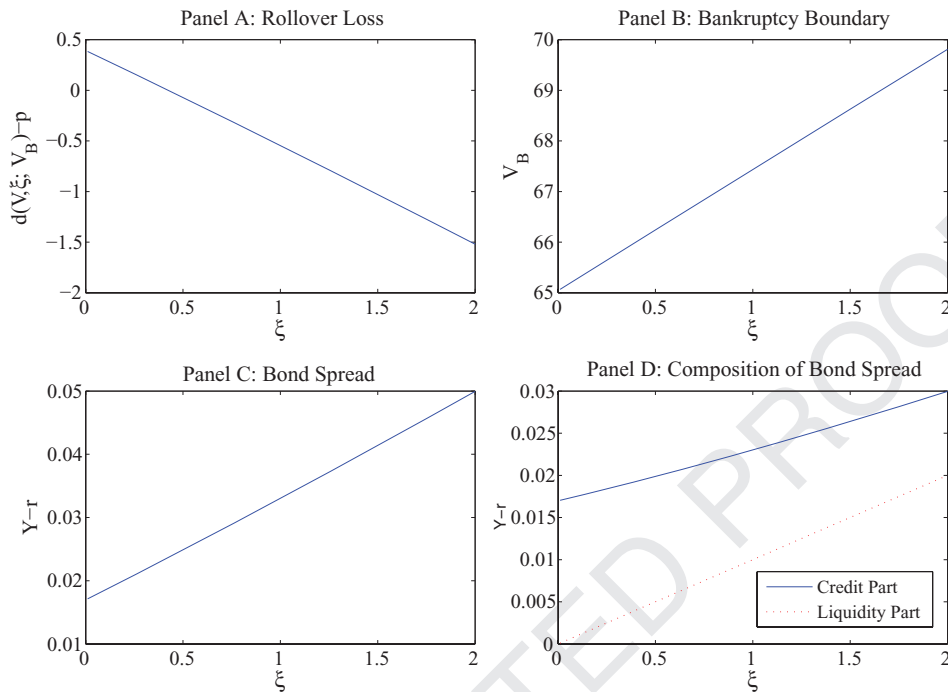 Panel A: Rollover Loss
0.5
0
−0.5
−1
−1.5
−2
d(V,ξ; V_B)−p
0 0.5 1 1.5 2
ξ
Panel B: Bankruptcy Boundary
70
69
68
67
66
65
V_B
0 0.5 1 1.5 2
ξ
Panel C: Bond Spread
0.05
0.04
0.03
0.02
0.01
Y−r
0 0.5 1 1.5 2
ξ
Panel D: Composition of Bond Spread
0.03
0.025
0.02
0.015
0.01
0.005
0
Y−r
Credit Part
Liquidity Part
0 0.5 1 1.5 2
ξ